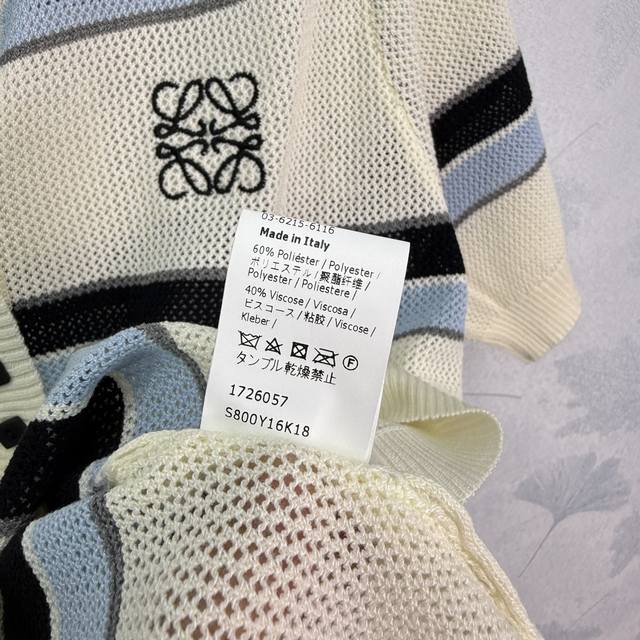 03-6215-6116
Made in Italy
60% Poliéster / Polyester /
ポリエステル / 聚酯纤维 /
Polyester / Poliestere /
40% Viscose / Viscosa /
ビスコース / 粘胶 / Viscose /
Kleber /
タンブル乾燥禁止
1726057
S800Y16K18